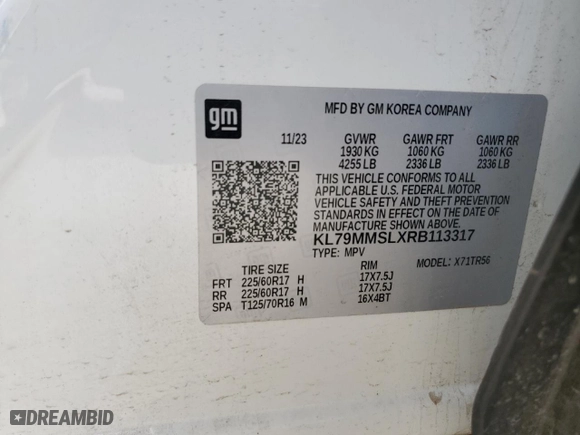 gm
MFD BY GM KOREA COMPANY
11/23 GVWR GAWR FRT GAWR RR
1930 KG 1060 KG 1060 KG
4255 LB 2336 LB 2336 LB
THIS VEHICLE CONFORMS TO ALL
APPLICABLE U.S. FEDERAL MOTOR
VEHICLE SAFETY AND THEFT PREVENTION
STANDARDS IN EFFECT ON THE DATE OF
MANUFACTURE SHOWN ABOVE.
KL79MMSLXRB113317
TYPE: MPV MODEL: X71TR56
TIRE SIZE RIM
FRT 225/60R17 H 17X7.5J
RR 225/60R17 H 17X7.5J
SPA T125/70R16 M 16X4BT
DREAMBID